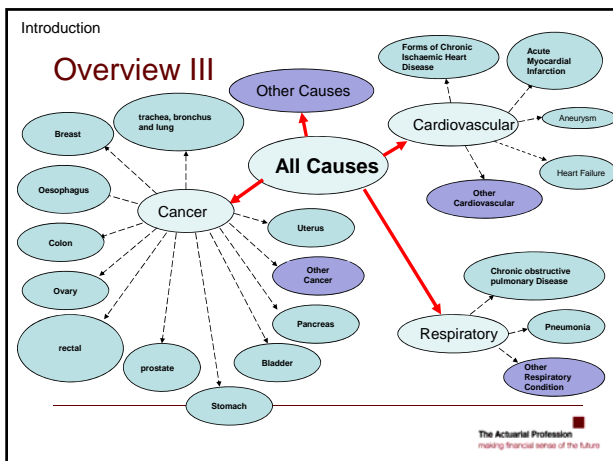 Introduction
Overview III
Other Causes
All Causes
Forms of Chronic
Ischaemic Heart
Disease
Acute
Myocardial
Infarction
Cardiovascular
Aneurysm
Heart Failure
Other
Cardiovascular
trachea, bronchus
and lung
Breast
Oesophagus
Cancer
Colon
Ovary
rectal
prostate
Stomach
Bladder
Pancreas
Other
Cancer
Uterus
Chronic obstructive
pulmonary Disease
Respiratory
Pneumonia
Other
Respiratory
Condition
The Actuarial Profession
making financial sense of the future